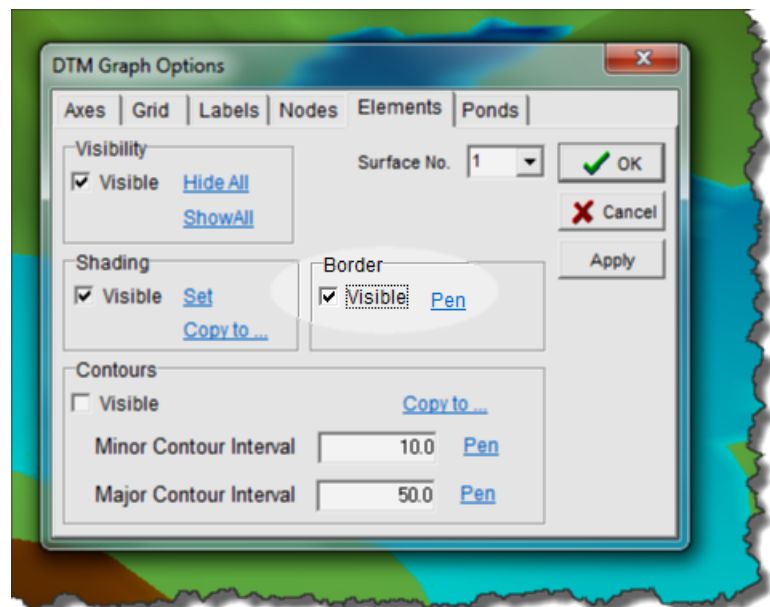 DTM Graph Options
Axes Grid Labels Nodes Elements Ponds
Visibility
Visible Hide All
ShowAll
Surface No. 1
OK
Cancel
Apply
Shading
Visible Set
Copy to ...
Border
Visible Pen
Contours
Visible Copy to ...
Minor Contour Interval 10.0 Pen
Major Contour Interval 50.0 Pen